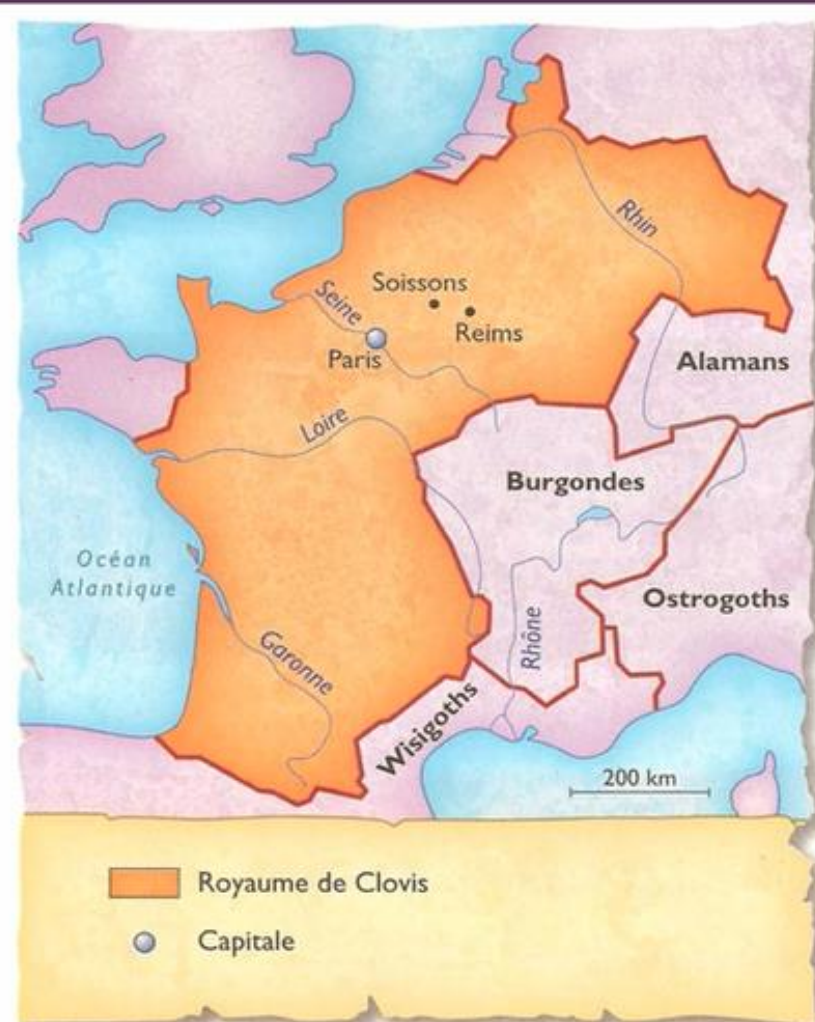 Rhin
Soissons
Seine
Reims
Paris
Alamans
Loire
Burgondes
Océan
Atlantique
Ostrogoths
Rhône
Garonne
Wisigoths
200 km
Royaume de Clovis
Capitale